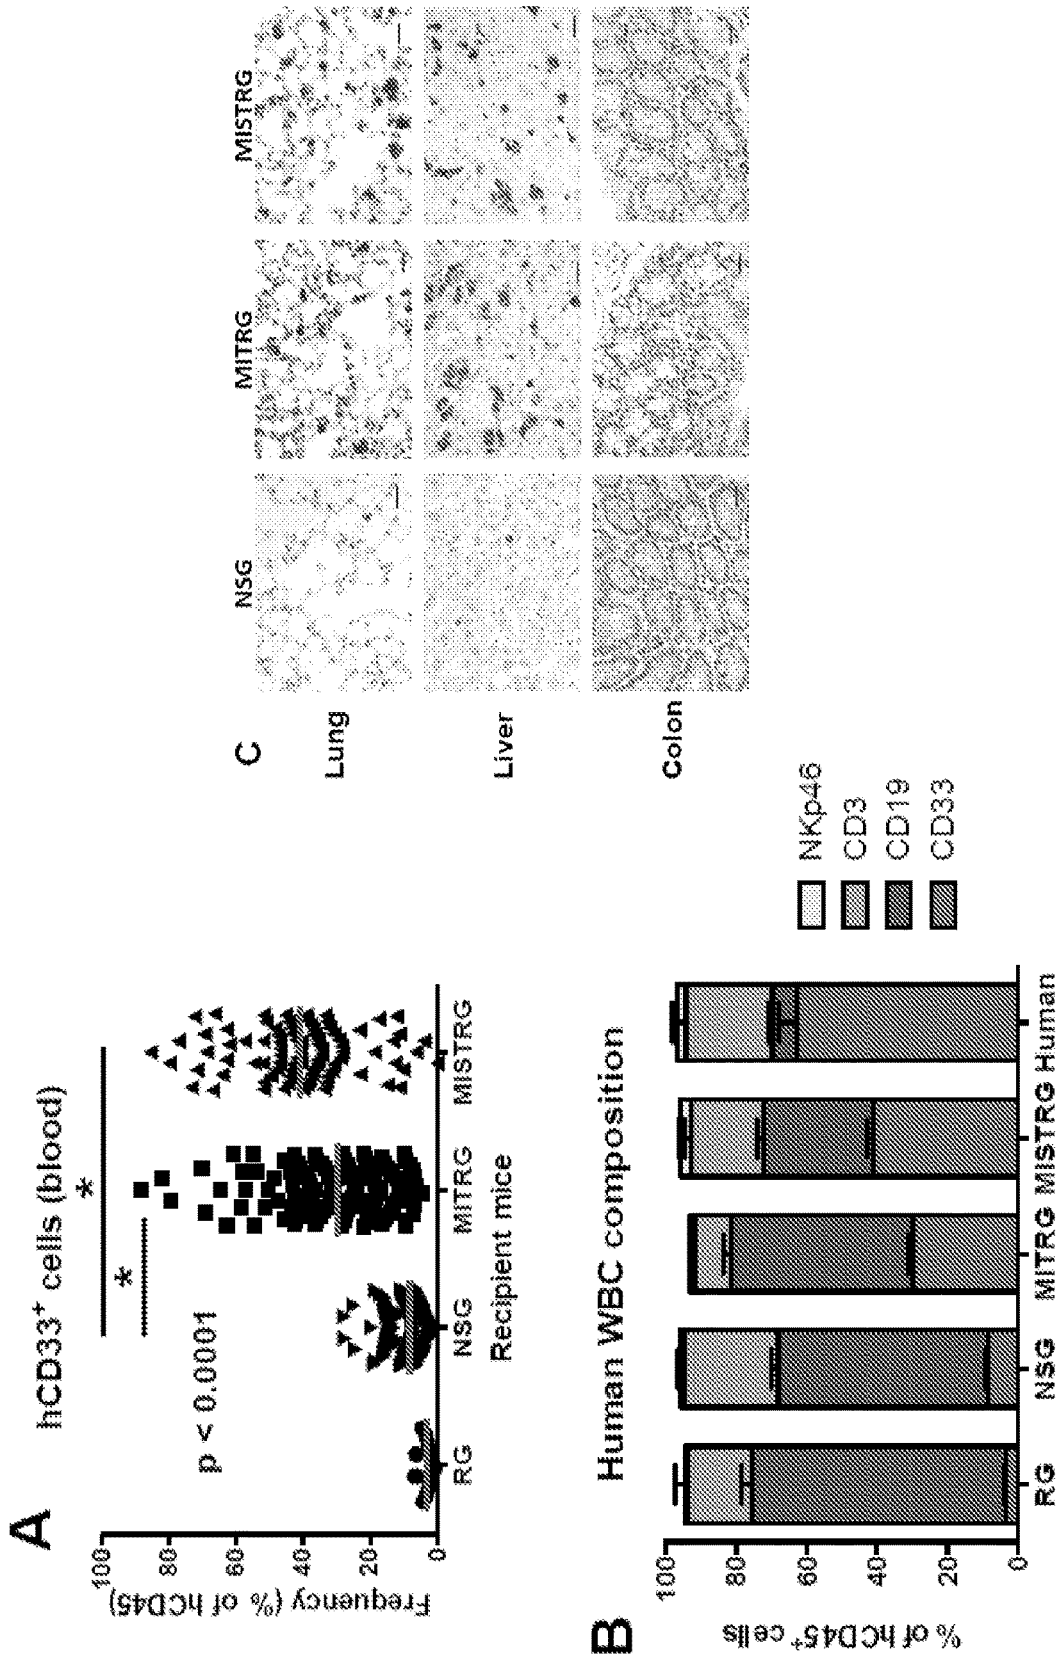 A
hCD33⁺ cells (blood)
*
*
p < 0.0001
Frequency (% of hCD45)
100
80
60
40
20
0
RG
NSG
MITRG
MISTRG
Recipient mice
B
Human WBC composition
% of hCD45⁺ cells
100
80
60
40
20
0
RG
NSG
MITRG
MISTRG
Human
NKp46
CD3
CD19
CD33
C
NSG
MITRG
MISTRG
Lung
Liver
Colon